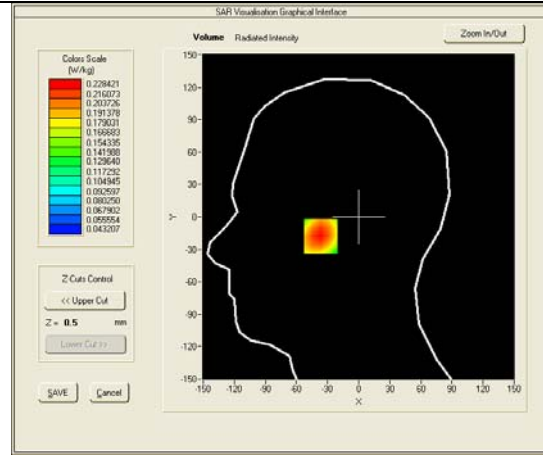 SAR Visualisation Graphical Interface
Volume Radiated Intensity
Zoom In/Out
Colors Scale
(W/kg)
0.228421
0.216073
0.203726
0.191378
0.179031
0.166683
0.154335
0.141988
0.129640
0.117292
0.104945
0.092597
0.080250
0.067902
0.055554
0.043207
Z Cuts Control
<< Upper Cut
Z = 0.5 mm
Lower Cut >>
SAVE Cancel
150-
120-
90-
60-
30-
0-
-30-
-60-
-90-
-120-
-150-
Y
-150 -120 -90 -60 -30 0 30 60 90 120 150
X